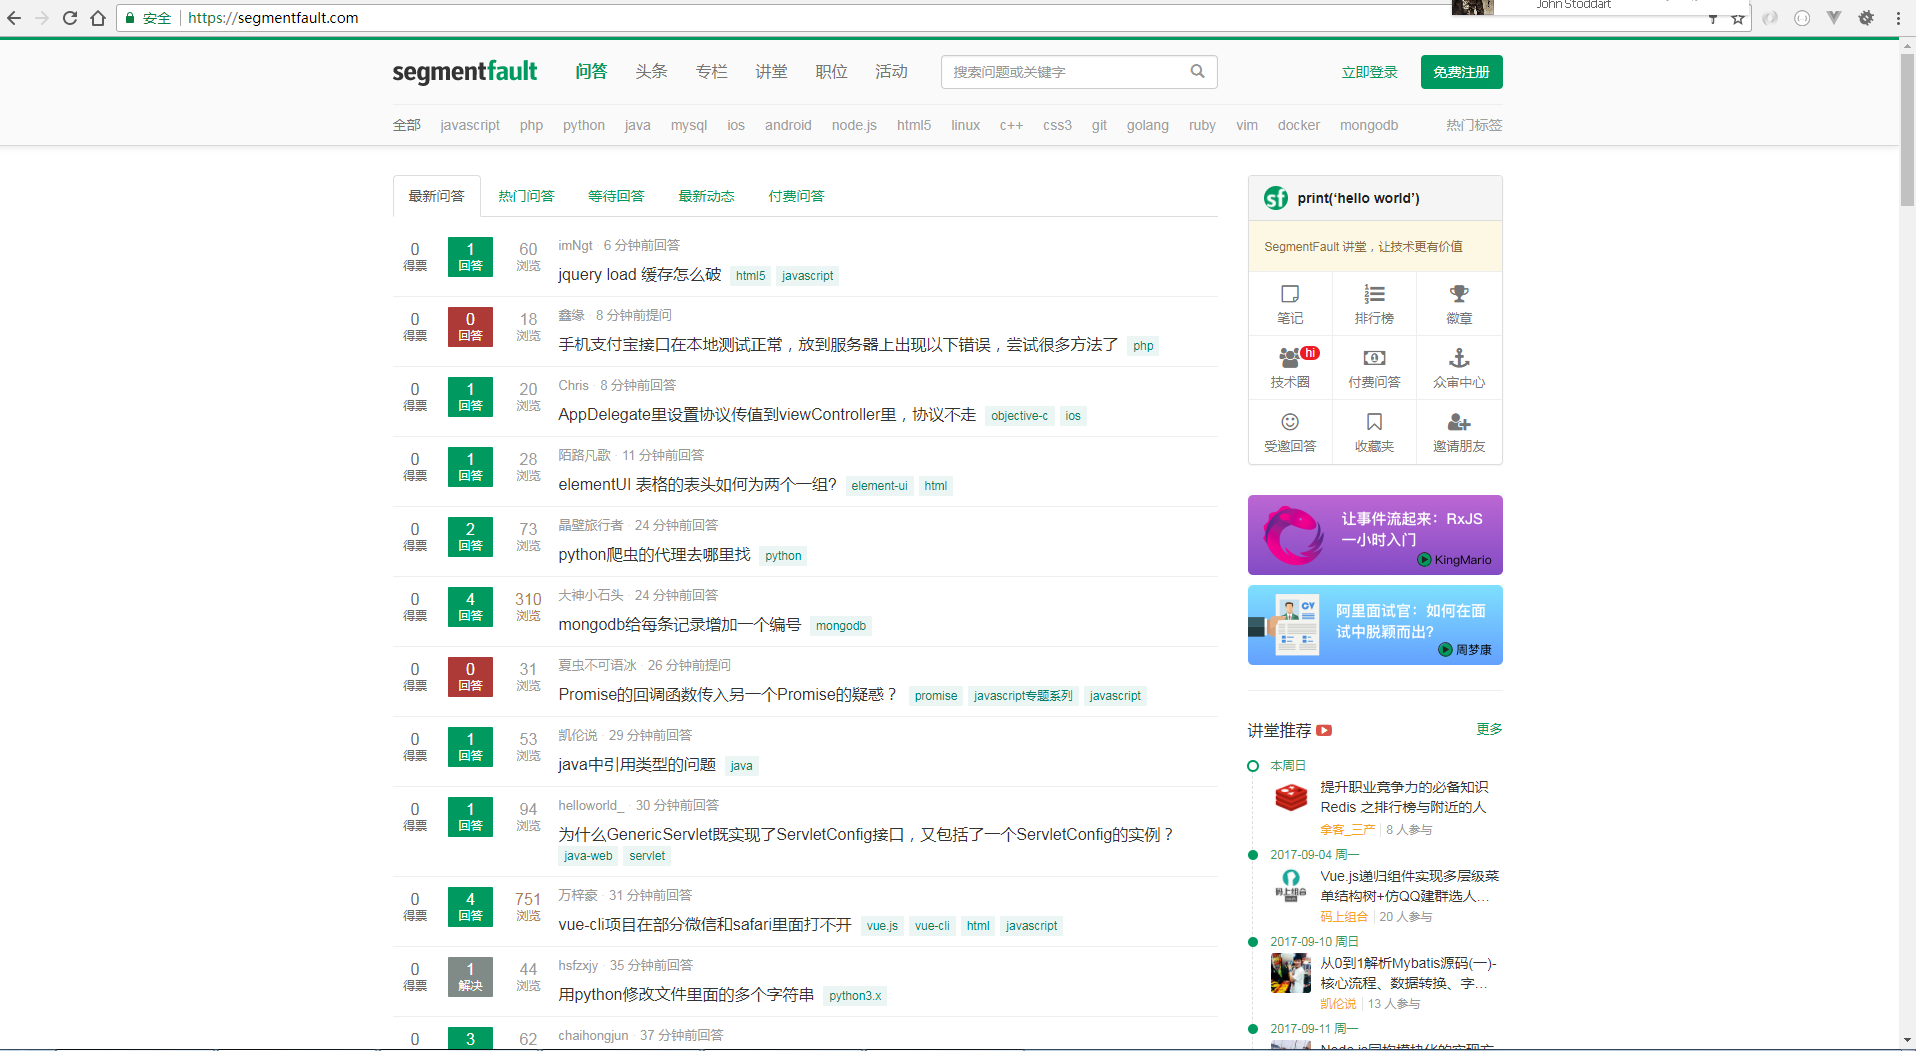 John Stoddart
安全 https://segmentfault.com
segmentfault 问答 头条 专栏 讲堂 职位 活动 搜索问题或关键字 立即登录 免费注册
全部 javascript php python java mysql ios android node.js html5 linux c++ css3 git golang ruby vim docker mongodb 热门标签
最新问答 热门问答 等待回答 最新动态 付费问答
0 得票 1 回答 60 浏览 imNgt · 6 分钟前回答
jquery load 缓存怎么破 html5 javascript
0 得票 0 回答 18 浏览 鑫缘 · 8 分钟前提问
手机支付宝接口在本地测试正常，放到服务器上出现以下错误，尝试很多方法了 php
0 得票 1 回答 20 浏览 Chris · 8 分钟前回答
AppDelegate里设置协议传值到viewController里，协议不走 objective-c ios
0 得票 1 回答 28 浏览 陌路凡歌 · 11 分钟前回答
elementUI 表格的表头如何为两个一组? element-ui html
0 得票 2 回答 73 浏览 晶壁旅行者 · 24 分钟前回答
python爬虫的代理去哪里找 python
0 得票 4 回答 310 浏览 大神小石头 · 24 分钟前回答
mongodb给每条记录增加一个编号 mongodb
0 得票 0 回答 31 浏览 夏虫不可语冰 · 26 分钟前提问
Promise的回调函数传入另一个Promise的疑惑？ promise javascript专题系列 javascript
0 得票 1 回答 53 浏览 凯伦说 · 29 分钟前回答
java中引用类型的问题 java
0 得票 1 回答 94 浏览 helloworld_ · 30 分钟前回答
为什么GenericServlet既实现了ServletConfig接口，又包括了一个ServletConfig的实例？
java-web servlet
0 得票 4 回答 751 浏览 万梓豪 · 31 分钟前回答
vue-cli项目在部分微信和safari里面打不开 vue.js vue-cli html javascript
0 得票 1 解决 44 浏览 hsfzxjy · 35 分钟前回答
用python修改文件里面的多个字符串 python3.x
0 3 62 chaihongjun · 37 分钟前回答
sf print(‘hello world’)
SegmentFault 讲堂，让技术更有价值
笔记 排行榜 徽章
hi
技术圈 付费问答 众审中心
受邀回答 收藏夹 邀请朋友
让事件流起来：RxJS
一小时入门
KingMario
CV
阿里面试官：如何在面
试中脱颖而出?
周梦康
讲堂推荐 更多
本周日
提升职业竞争力的必备知识
Redis 之排行榜与附近的人
拿客_三产 8 人参与
2017-09-04 周一
码上组合
Vue.js递归组件实现多层级菜
单结构树+仿QQ建群选人...
码上组合 20 人参与
2017-09-10 周日
从0到1解析Mybatis源码(一)-
核心流程、数据转换、字...
凯伦说 13 人参与
2017-09-11 周一